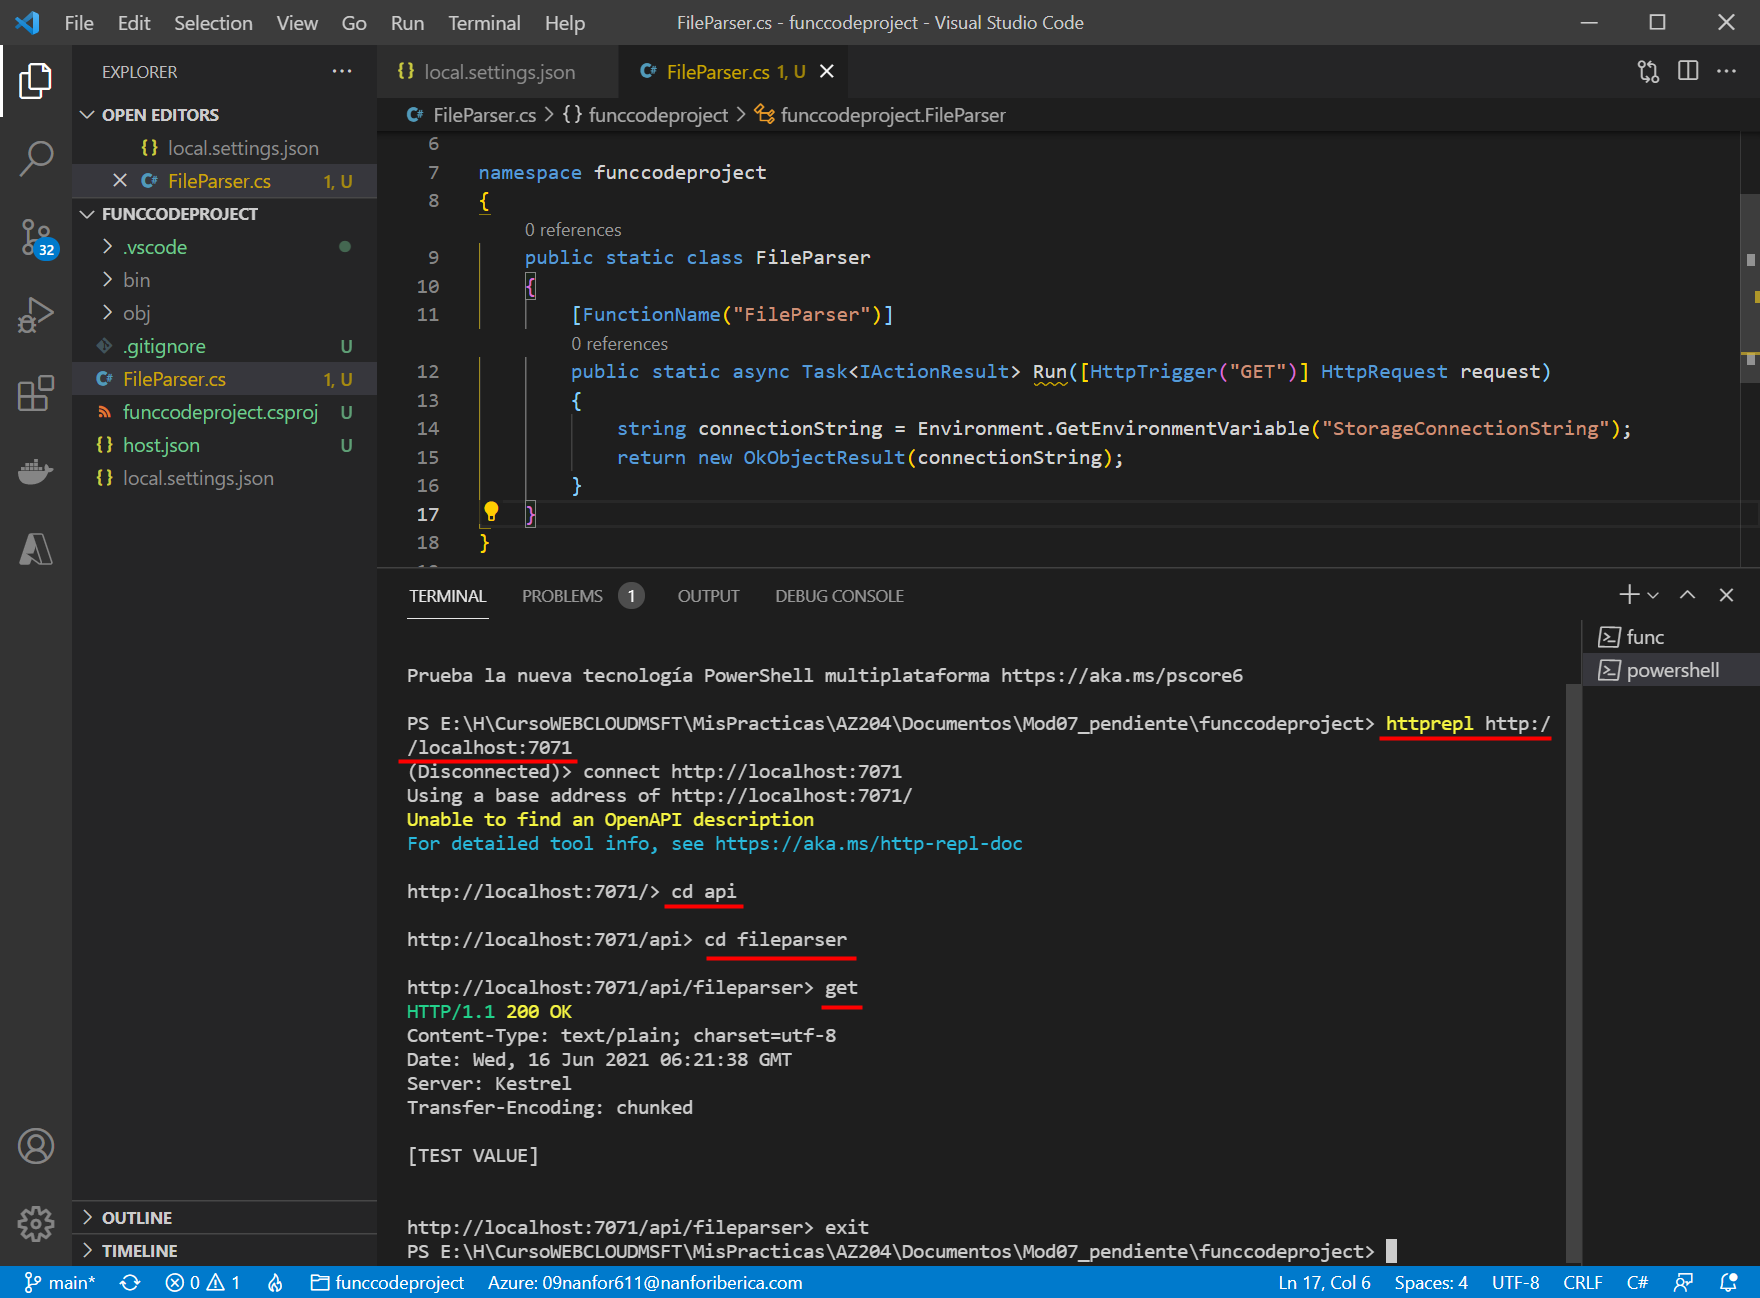 File Edit Selection View Go Run Terminal Help
FileParser.cs - funccodeproject - Visual Studio Code
EXPLORER
OPEN EDITORS
local.settings.json
FileParser.cs 1, U
FUNCCODEPROJECT
.vscode
bin
obj
.gitignore U
FileParser.cs 1, U
funccodeproject.csproj U
host.json U
local.settings.json
OUTLINE
TIMELINE
32
{} local.settings.json
FileParser.cs 1, U
FileParser.cs > {} funccodeproject > funccodeproject.FileParser
6
7 namespace funccodeproject
8 {
0 references
9 public static class FileParser
10 {
11 [FunctionName("FileParser")]
0 references
12 public static async Task<IActionResult> Run([HttpTrigger("GET")] HttpRequest request)
13 {
14 string connectionString = Environment.GetEnvironmentVariable("StorageConnectionString");
15 return new OkObjectResult(connectionString);
16 }
17 }
18 }
TERMINAL PROBLEMS 1 OUTPUT DEBUG CONSOLE
func
powershell
Prueba la nueva tecnología PowerShell multiplataforma https://aka.ms/pscore6
PS E:\H\CursoWEBCLOUDMSFT\MisPracticas\AZ204\Documentos\Mod07_pendiente\funccodeproject> httprepl http:/
/localhost:7071
(Disconnected)> connect http://localhost:7071
Using a base address of http://localhost:7071/
Unable to find an OpenAPI description
For detailed tool info, see https://aka.ms/http-repl-doc
http://localhost:7071/> cd api
http://localhost:7071/api> cd fileparser
http://localhost:7071/api/fileparser> get
HTTP/1.1 200 OK
Content-Type: text/plain; charset=utf-8
Date: Wed, 16 Jun 2021 06:21:38 GMT
Server: Kestrel
Transfer-Encoding: chunked
[TEST VALUE]
http://localhost:7071/api/fileparser> exit
PS E:\H\CursoWEBCLOUDMSFT\MisPracticas\AZ204\Documentos\Mod07_pendiente\funccodeproject>
main* 0 1 funccodeproject Azure: 09nanfor611@nanforiberica.com Ln 17, Col 6 Spaces: 4 UTF-8 CRLF C#